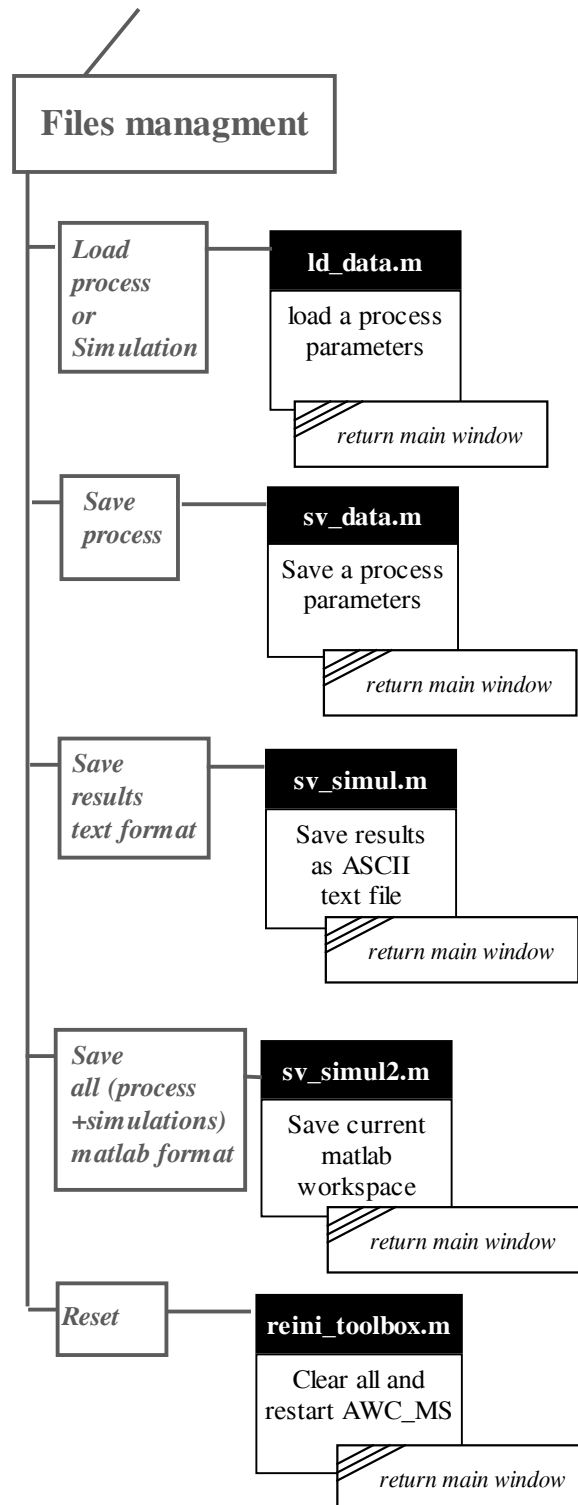 Files managment
Load
process
or
Simulation
ld_data.m
load a process
parameters
return main window
Save
process
sv_data.m
Save a process
parameters
return main window
Save
results
text format
sv_simul.m
Save results
as ASCII
text file
return main window
Save
all (process
+simulations)
matlab format
sv_simul2.m
Save current
matlab
workspace
return main window
Reset
reini_toolbox.m
Clear all and
restart AWC_MS
return main window